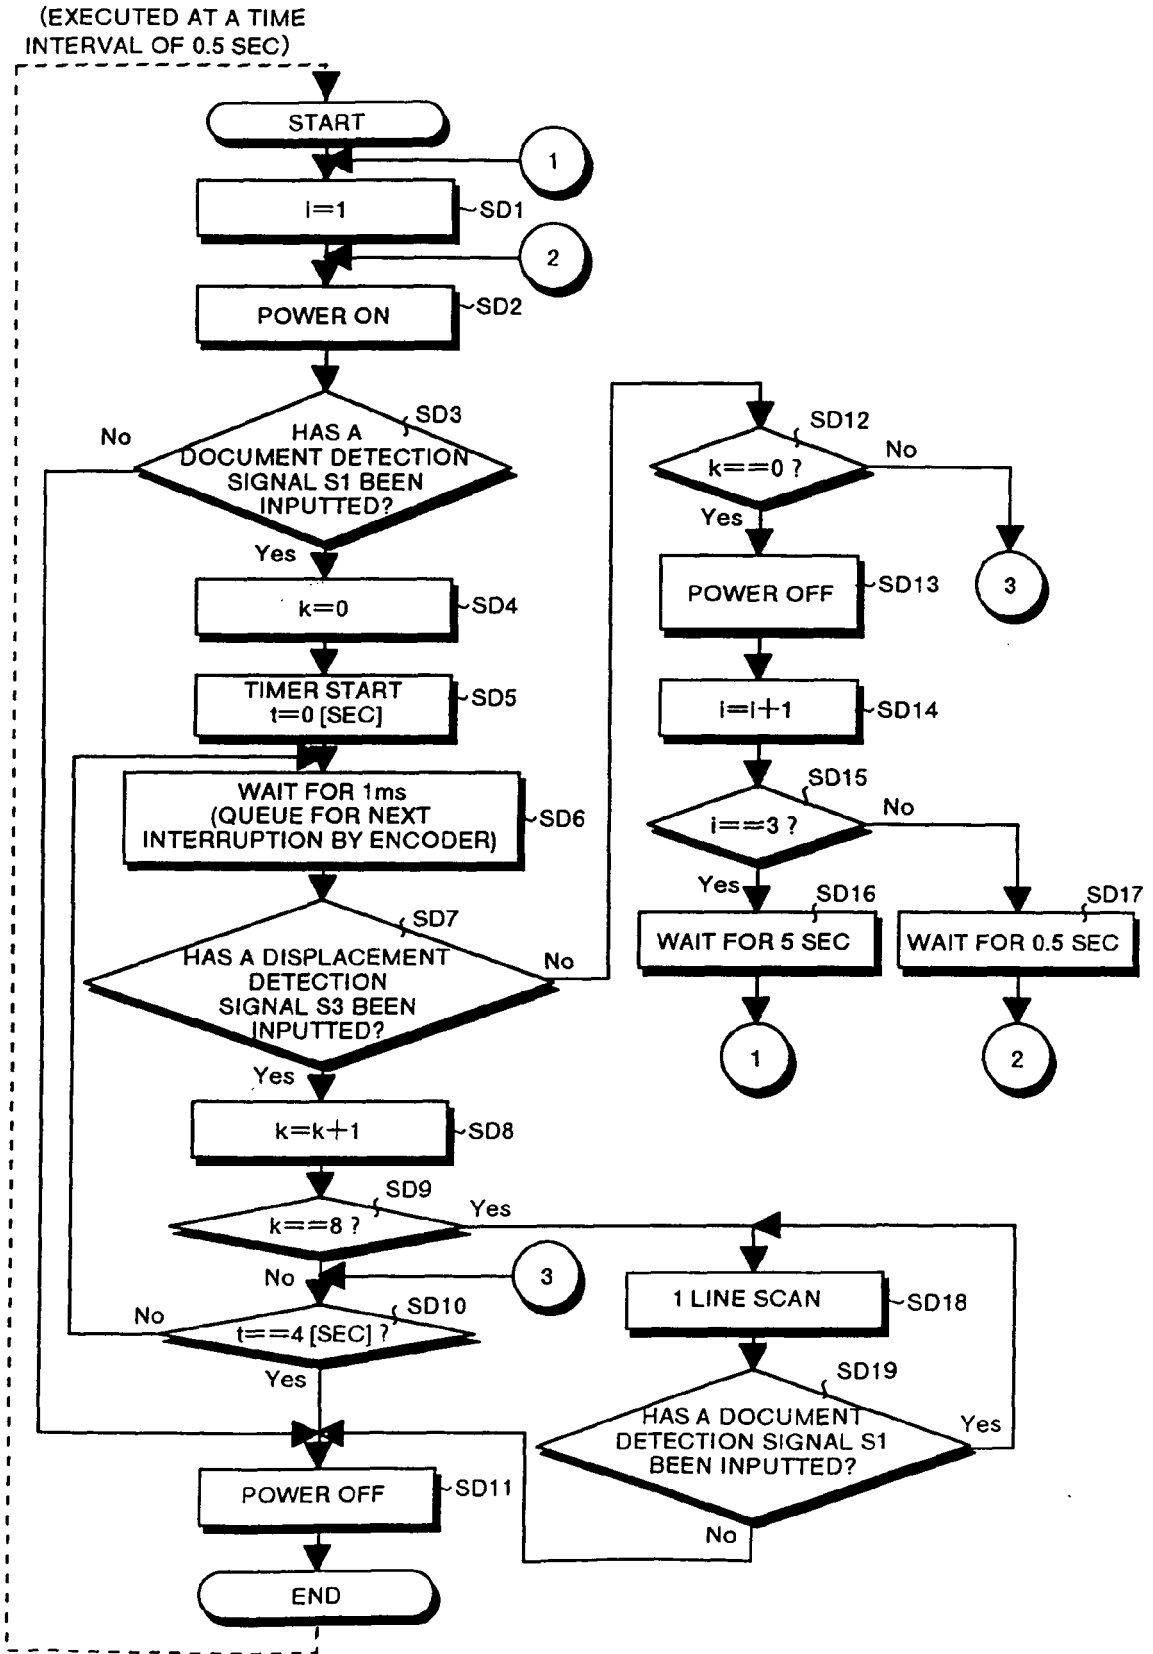 (EXECUTED AT A TIME
INTERVAL OF 0.5 SEC)
START
1
i=1
SD1
2
POWER ON
SD2
SD3
No
HAS A
DOCUMENT DETECTION
SIGNAL S1 BEEN
INPUTTED?
Yes
k=0
SD4
TIMER START
t=0 [SEC]
SD5
WAIT FOR 1ms
(QUEUE FOR NEXT
INTERRUPTION BY ENCODER)
SD6
SD7
HAS A DISPLACEMENT
DETECTION
SIGNAL S3 BEEN
INPUTTED?
No
Yes
k=k+1
SD8
SD9
k==8 ?
Yes
No
3
SD10
No
t==4 [SEC] ?
Yes
POWER OFF
SD11
END
SD12
k==0 ?
No
Yes
3
POWER OFF
SD13
i=i+1
SD14
SD15
i==3 ?
No
Yes
SD16
WAIT FOR 5 SEC
SD17
WAIT FOR 0.5 SEC
1
2
1 LINE SCAN
SD18
SD19
HAS A DOCUMENT
DETECTION SIGNAL S1
BEEN INPUTTED?
Yes
No